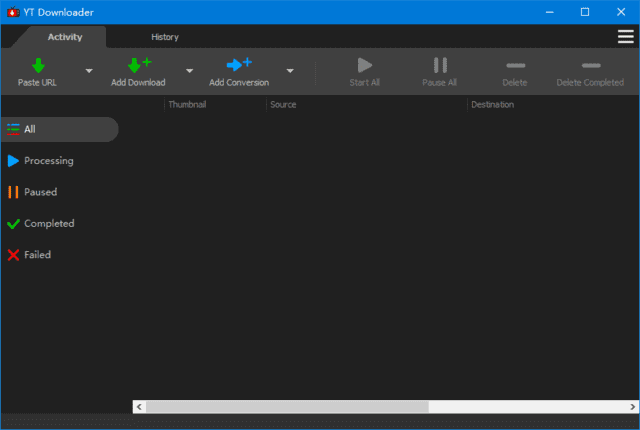 YT Downloader
Activity History
Paste URL Add Download Add Conversion Start All Pause All Delete Delete Completed
Thumbnail Source Destination
All
Processing
Paused
Completed
Failed